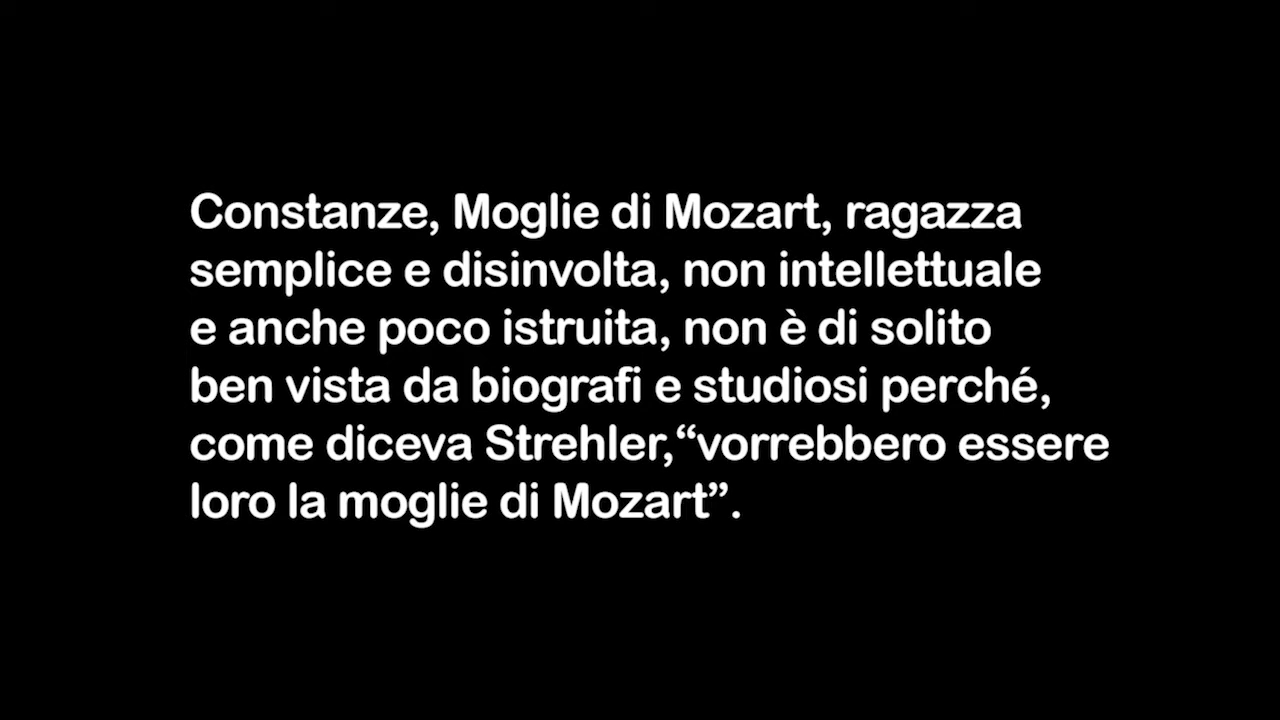 Constanze, Moglie di Mozart, ragazza
semplice e disinvolta, non intellettuale
e anche poco istruita, non è di solito
ben vista da biografi e studiosi perché,
come diceva Strehler,“vorrebbero essere
loro la moglie di Mozart”.